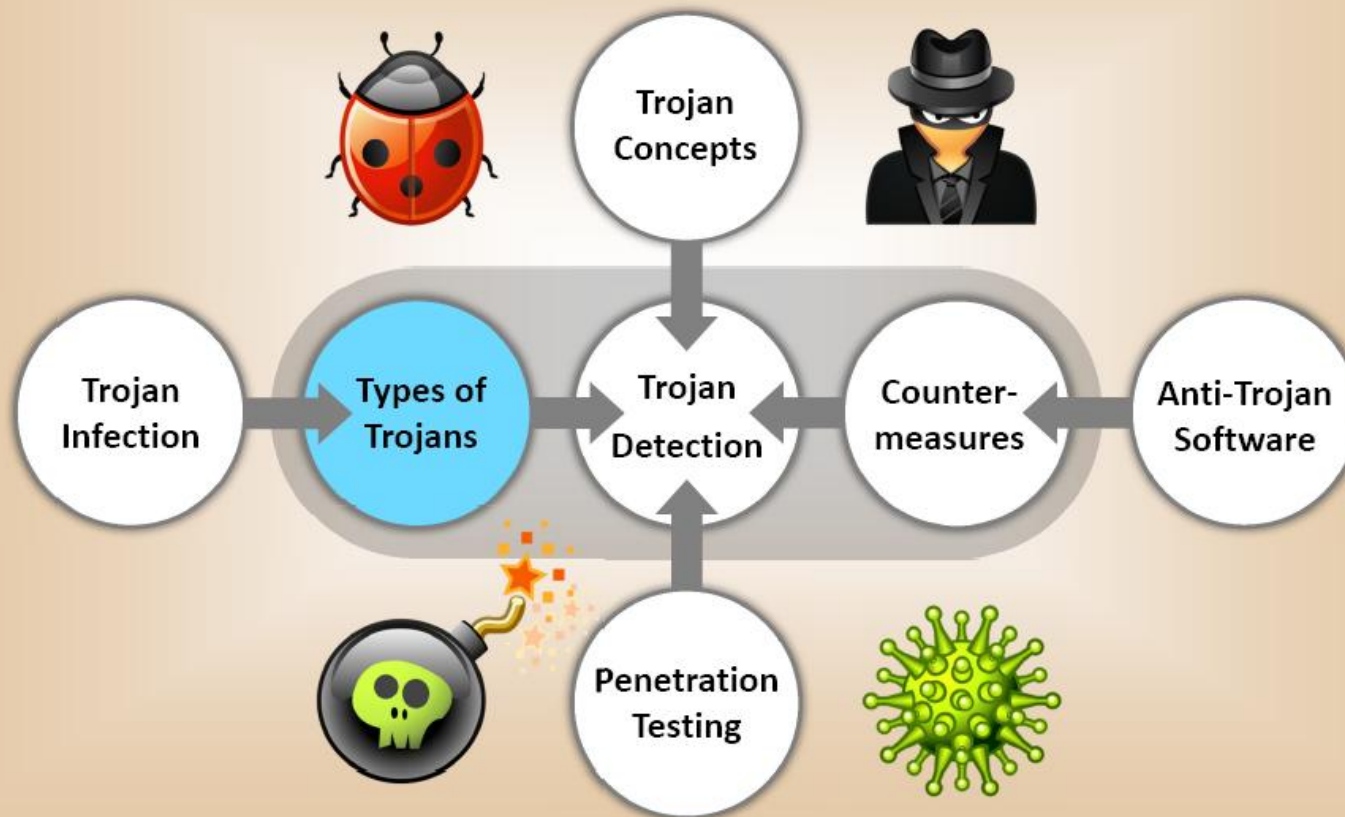 Trojan
Concepts
Trojan
Infection
Types of
Trojans
Trojan
Detection
Counter-
measures
Anti-Trojan
Software
Penetration
Testing